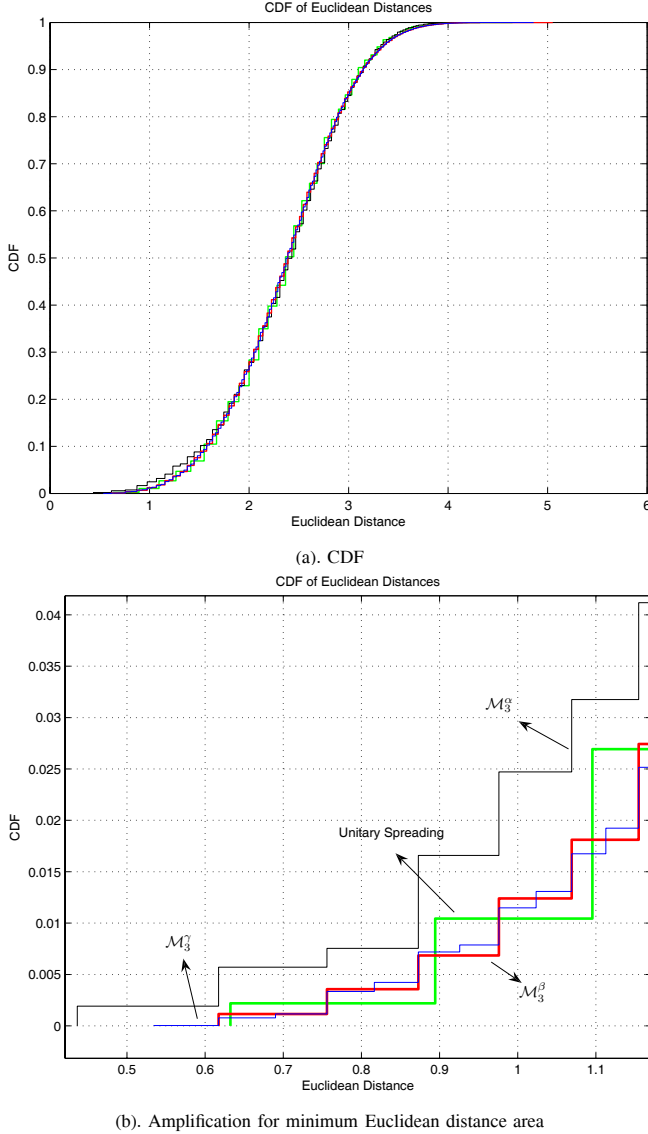 CDF of Euclidean Distances
1
0.9
0.8
0.7
0.6
0.5
0.4
0.3
0.2
0.1
0
CDF
0 1 2 3 4 5 6
Euclidean Distance
(a). CDF
CDF of Euclidean Distances
0.04
0.035
0.03
0.025
0.02
0.015
0.01
0.005
0
CDF
$\mathcal{M}_3^{\alpha}$
Unitary Spreading
$\mathcal{M}_3^{\gamma}$
$\mathcal{M}_3^{\beta}$
0.5 0.6 0.7 0.8 0.9 1 1.1
Euclidean Distance
(b). Amplification for minimum Euclidean distance area